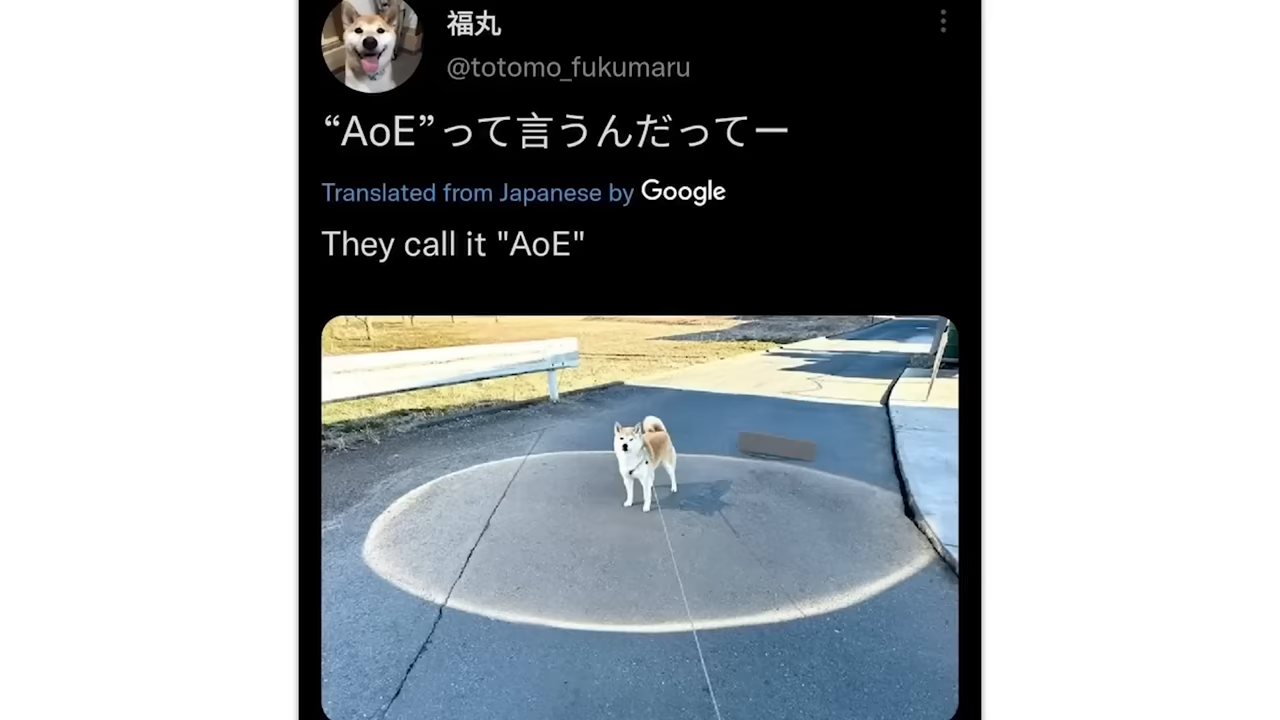 福丸
@totomo_fukumaru
“AoE”って言うんだってー
Translated from Japanese by Google
They call it "AoE"